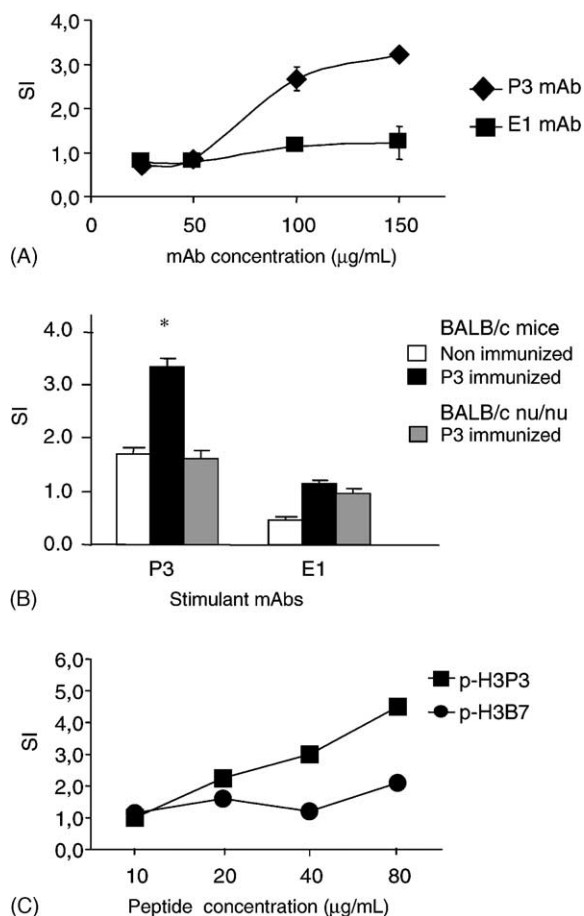 4,0
3,0
2,0
1,0
0,0
SI
0 50 100 150
mAb concentration (µg/mL)
P3 mAb
E1 mAb
(A)
4.0
3.0
2.0
1.0
0.0
SI
*
P3 E1
Stimulant mAbs
BALB/c mice
Non immunized
P3 immunized
BALB/c nu/nu
P3 immunized
(B)
6,0
5,0
4,0
3,0
2,0
1,0
0,0
SI
10 20 40 80
Peptide concentration (µg/mL)
p-H3P3
p-H3B7
(C)